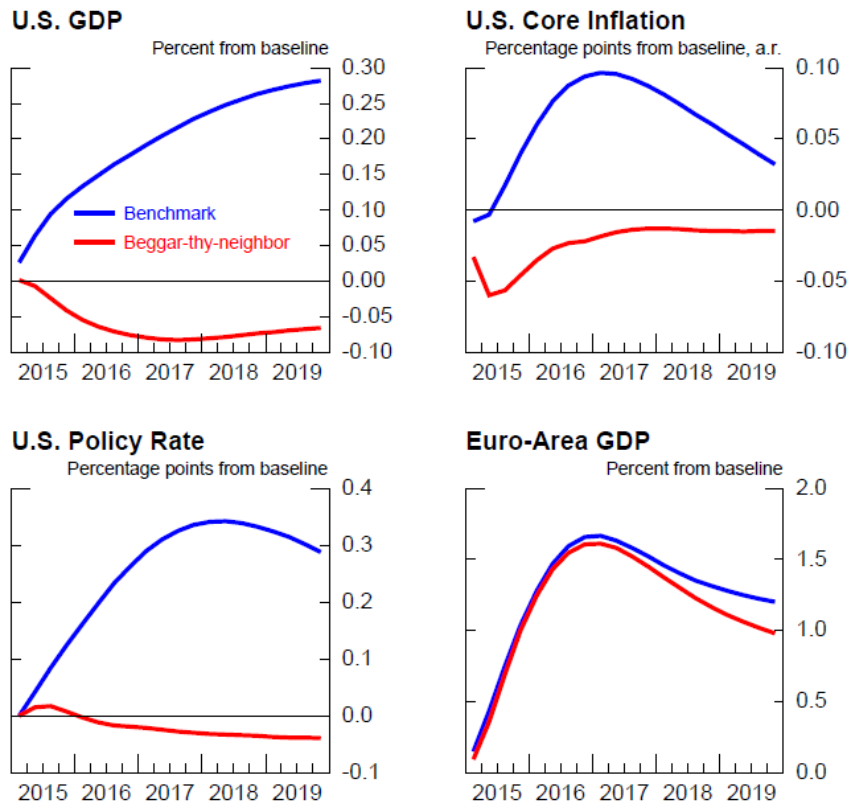 U.S. GDP
Percent from baseline
0.30
0.25
0.20
0.15
0.10
0.05
0.00
-0.05
-0.10
Benchmark
Beggar-thy-neighbor
2015 2016 2017 2018 2019
U.S. Core Inflation
Percentage points from baseline, a.r.
0.10
0.05
0.00
-0.05
-0.10
2015 2016 2017 2018 2019
U.S. Policy Rate
Percentage points from baseline
0.4
0.3
0.2
0.1
0.0
-0.1
2015 2016 2017 2018 2019
Euro-Area GDP
Percent from baseline
2.0
1.5
1.0
0.5
0.0
2015 2016 2017 2018 2019